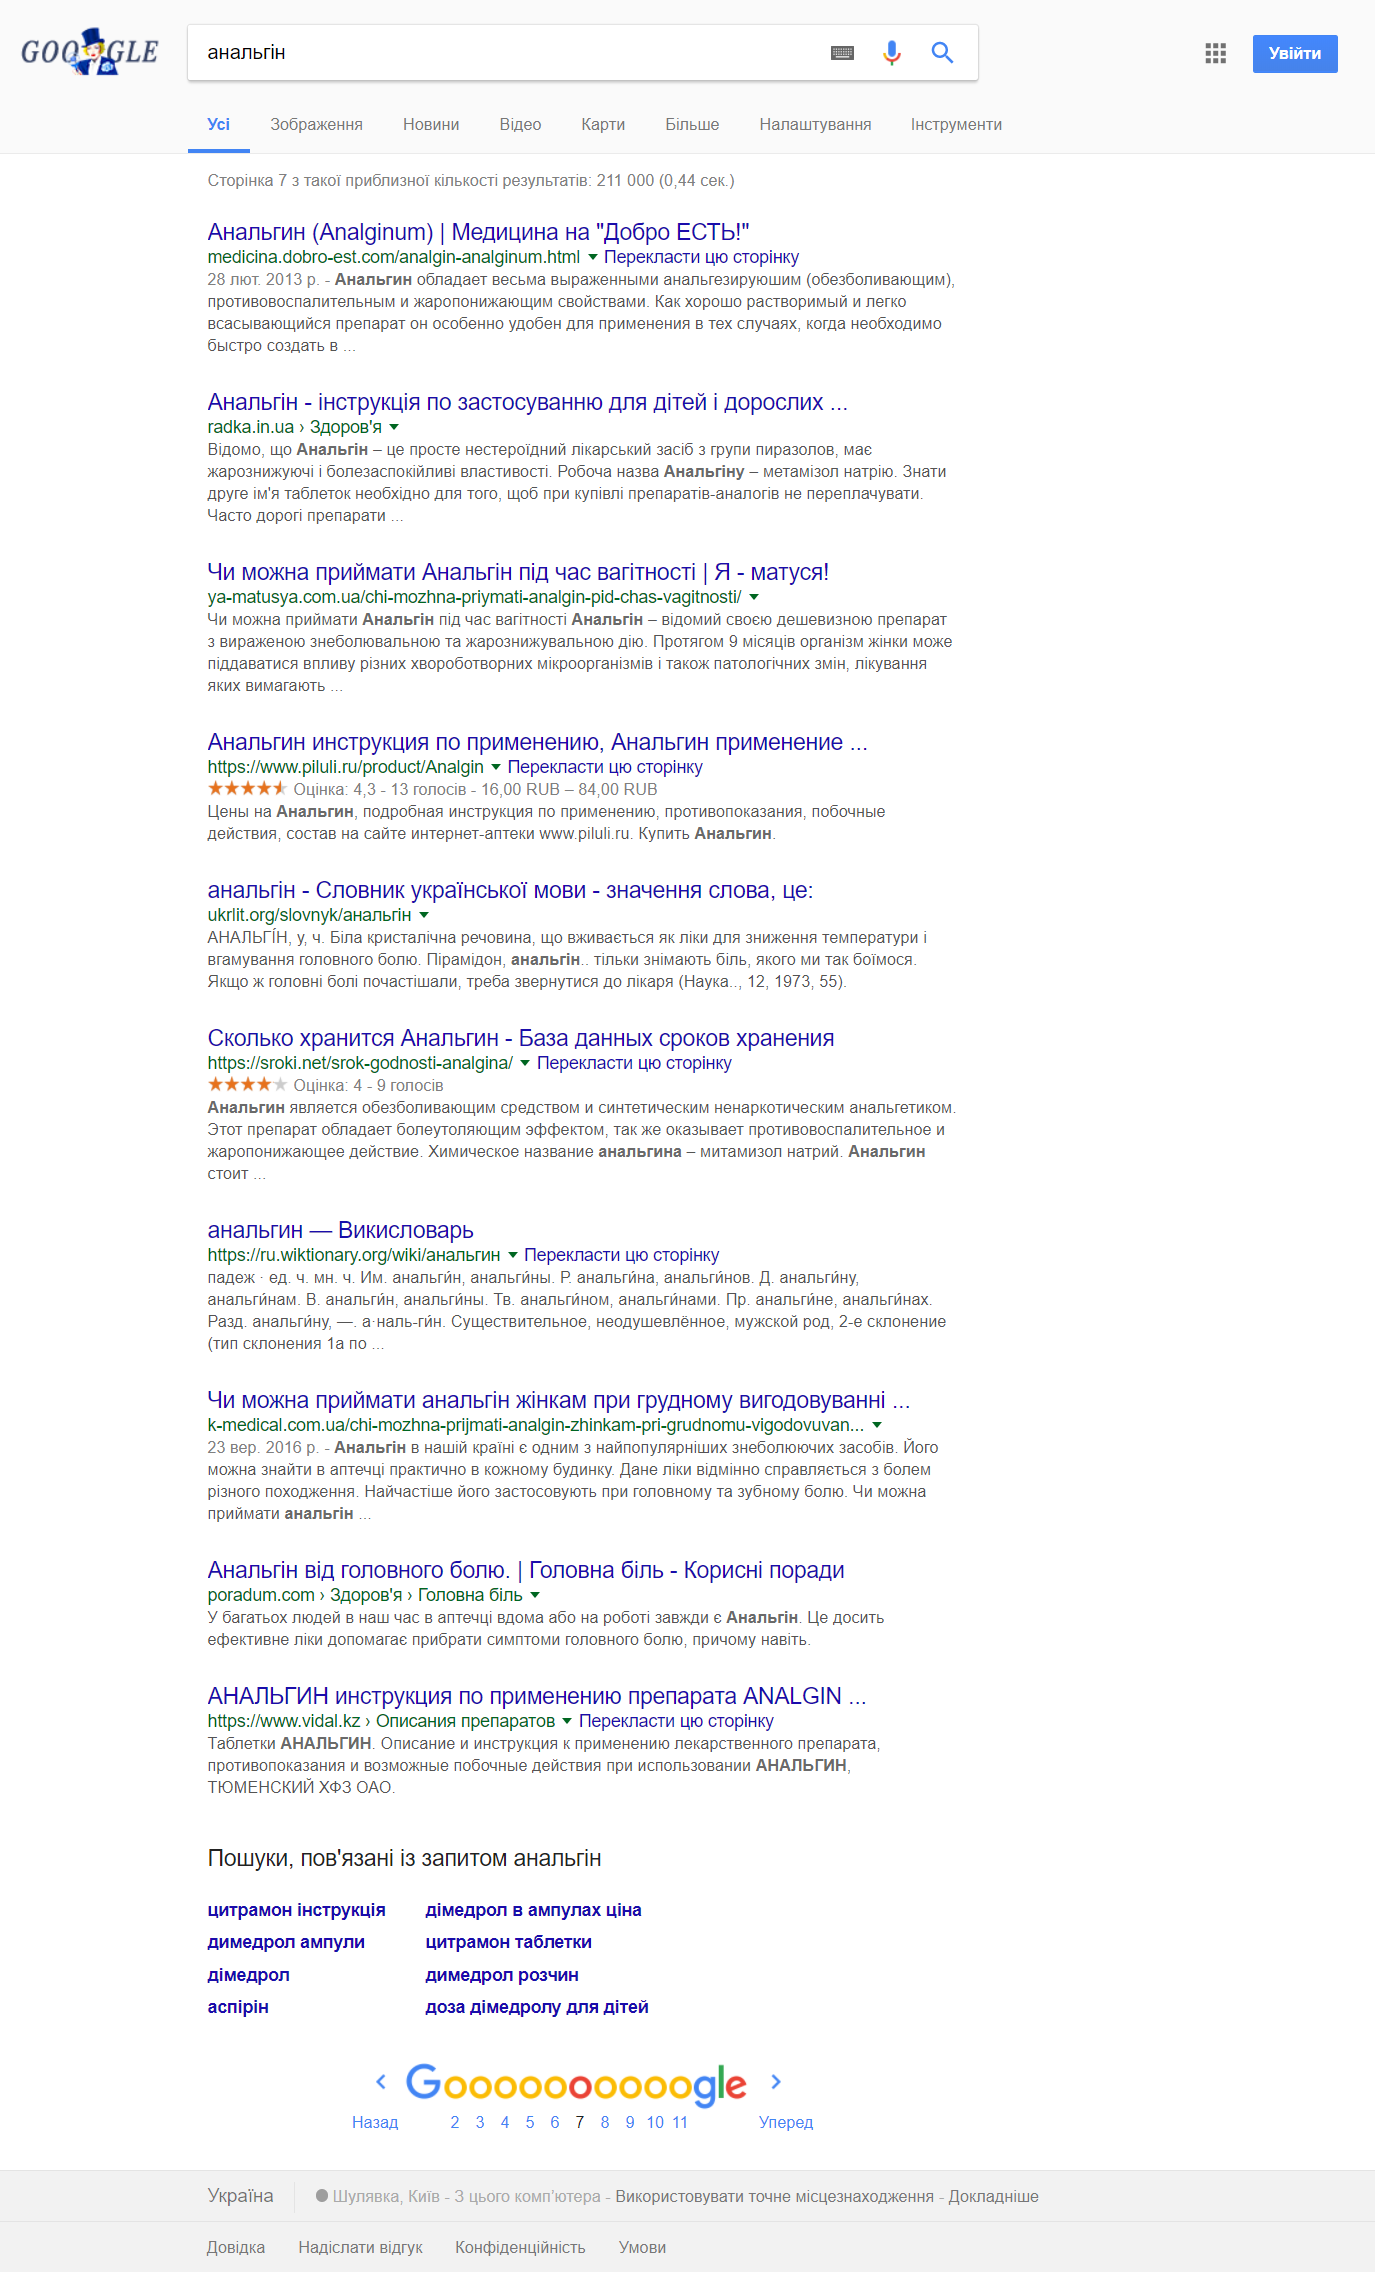 GOOGLE
анальгін
Увійти
Усі Зображення Новини Відео Карти Більше Налаштування Інструменти
Сторінка 7 з такої приблизної кількості результатів: 211 000 (0,44 сек.)
Анальгин (Analginum) | Медицина на "Добро ЕСТЬ!"
medicina.dobro-est.com/analgin-analginum.html Перекласти цю сторінку
28 лют. 2013 р. - Анальгин обладает весьма выраженными анальгезируюшим (обезболивающим),
противовоспалительным и жаропонижающим свойствами. Как хорошо растворимый и легко
всасывающийся препарат он особенно удобен для применения в тех случаях, когда необходимо
быстро создать в ...
Анальгін - інструкція по застосуванню для дітей і дорослих ...
radka.in.ua › Здоров'я
Відомо, що Анальгін – це просте нестероїдний лікарський засіб з групи пиразолов, має
жарознижуючі і болезаспокійливі властивості. Робоча назва Анальгіну – метамізол натрію. Знати
друге ім'я таблеток необхідно для того, щоб при купівлі препаратів-аналогів не переплачувати.
Часто дорогі препарати ...
Чи можна приймати Анальгін під час вагітності | Я - матуся!
ya-matusya.com.ua/chi-mozhna-priymati-analgin-pid-chas-vagitnosti/
Чи можна приймати Анальгін під час вагітності Анальгін – відомий своєю дешевизною препарат
з вираженою знеболювальною та жарознижувальною дію. Протягом 9 місяців організм жінки може
піддаватися впливу різних хвороботворних мікроорганізмів і також патологічних змін, лікування
яких вимагають ...
Анальгин инструкция по применению, Анальгин применение ...
https://www.piluli.ru/product/Analgin Перекласти цю сторінку
Оцінка: 4,3 - 13 голосів - 16,00 RUB – 84,00 RUB
Цены на Анальгин, подробная инструкция по применению, противопоказания, побочные
действия, состав на сайте интернет-аптеки www.piluli.ru. Купить Анальгин.
анальгін - Словник української мови - значення слова, це:
ukrlit.org/slovnyk/анальгін
АНАЛЬГІ́Н, у, ч. Біла кристалічна речовина, що вживається як ліки для зниження температури і
вгамування головного болю. Пірамідон, анальгін.. тільки знімають біль, якого ми так боїмося.
Якщо ж головні болі почастішали, треба звернутися до лікаря (Наука.., 12, 1973, 55).
Сколько хранится Анальгин - База данных сроков хранения
https://sroki.net/srok-godnosti-analgina/ Перекласти цю сторінку
Оцінка: 4 - 9 голосів
Анальгин является обезболивающим средством и синтетическим ненаркотическим анальгетиком.
Этот препарат обладает болеутоляющим эффектом, так же оказывает противовоспалительное и
жаропонижающее действие. Химическое название анальгина – митамизол натрий. Анальгин
стоит ...
анальгин — Викисловарь
https://ru.wiktionary.org/wiki/анальгин Перекласти цю сторінку
падеж · ед. ч. мн. ч. Им. анальги́н, анальги́ны. Р. анальги́на, анальги́нов. Д. анальги́ну,
анальги́нам. В. анальги́н, анальги́ны. Тв. анальги́ном, анальги́нами. Пр. анальги́не, анальги́нах.
Разд. анальги́ну, —. а·наль-ги́н. Существительное, неодушевлённое, мужской род, 2-е склонение
(тип склонения 1a по ...
Чи можна приймати анальгін жінкам при грудному вигодовуванні ...
k-medical.com.ua/chi-mozhna-prijmati-analgin-zhinkam-pri-grudnomu-vigodovuvan...
23 вер. 2016 р. - Анальгін в нашій країні є одним з найпопулярніших знеболюючих засобів. Його
можна знайти в аптечці практично в кожному будинку. Дане ліки відмінно справляється з болем
різного походження. Найчастіше його застосовують при головному та зубному болю. Чи можна
приймати анальгін ...
Анальгін від головного болю. | Головна біль - Корисні поради
poradum.com › Здоров'я › Головна біль
У багатьох людей в наш час в аптечці вдома або на роботі завжди є Анальгін. Це досить
ефективне ліки допомагає прибрати симптоми головного болю, причому навіть.
АНАЛЬГИН инструкция по применению препарата ANALGIN ...
https://www.vidal.kz › Описания препаратов Перекласти цю сторінку
Таблетки АНАЛЬГИН. Описание и инструкция к применению лекарственного препарата,
противопоказания и возможные побочные действия при использовании АНАЛЬГИН,
ТЮМЕНСКИЙ ХФЗ ОАО.
Пошуки, пов'язані із запитом анальгін
цитрамон інструкція дімедрол в ампулах ціна
димедрол ампули цитрамон таблетки
дімедрол димедрол розчин
аспірін доза дімедролу для дітей
Goooooooooogle
Назад 2 3 4 5 6 7 8 9 10 11 Уперед
Україна Шулявка, Київ - З цього комп'ютера - Використовувати точне місцезнаходження - Докладніше
Довідка Надіслати відгук Конфіденційність Умови